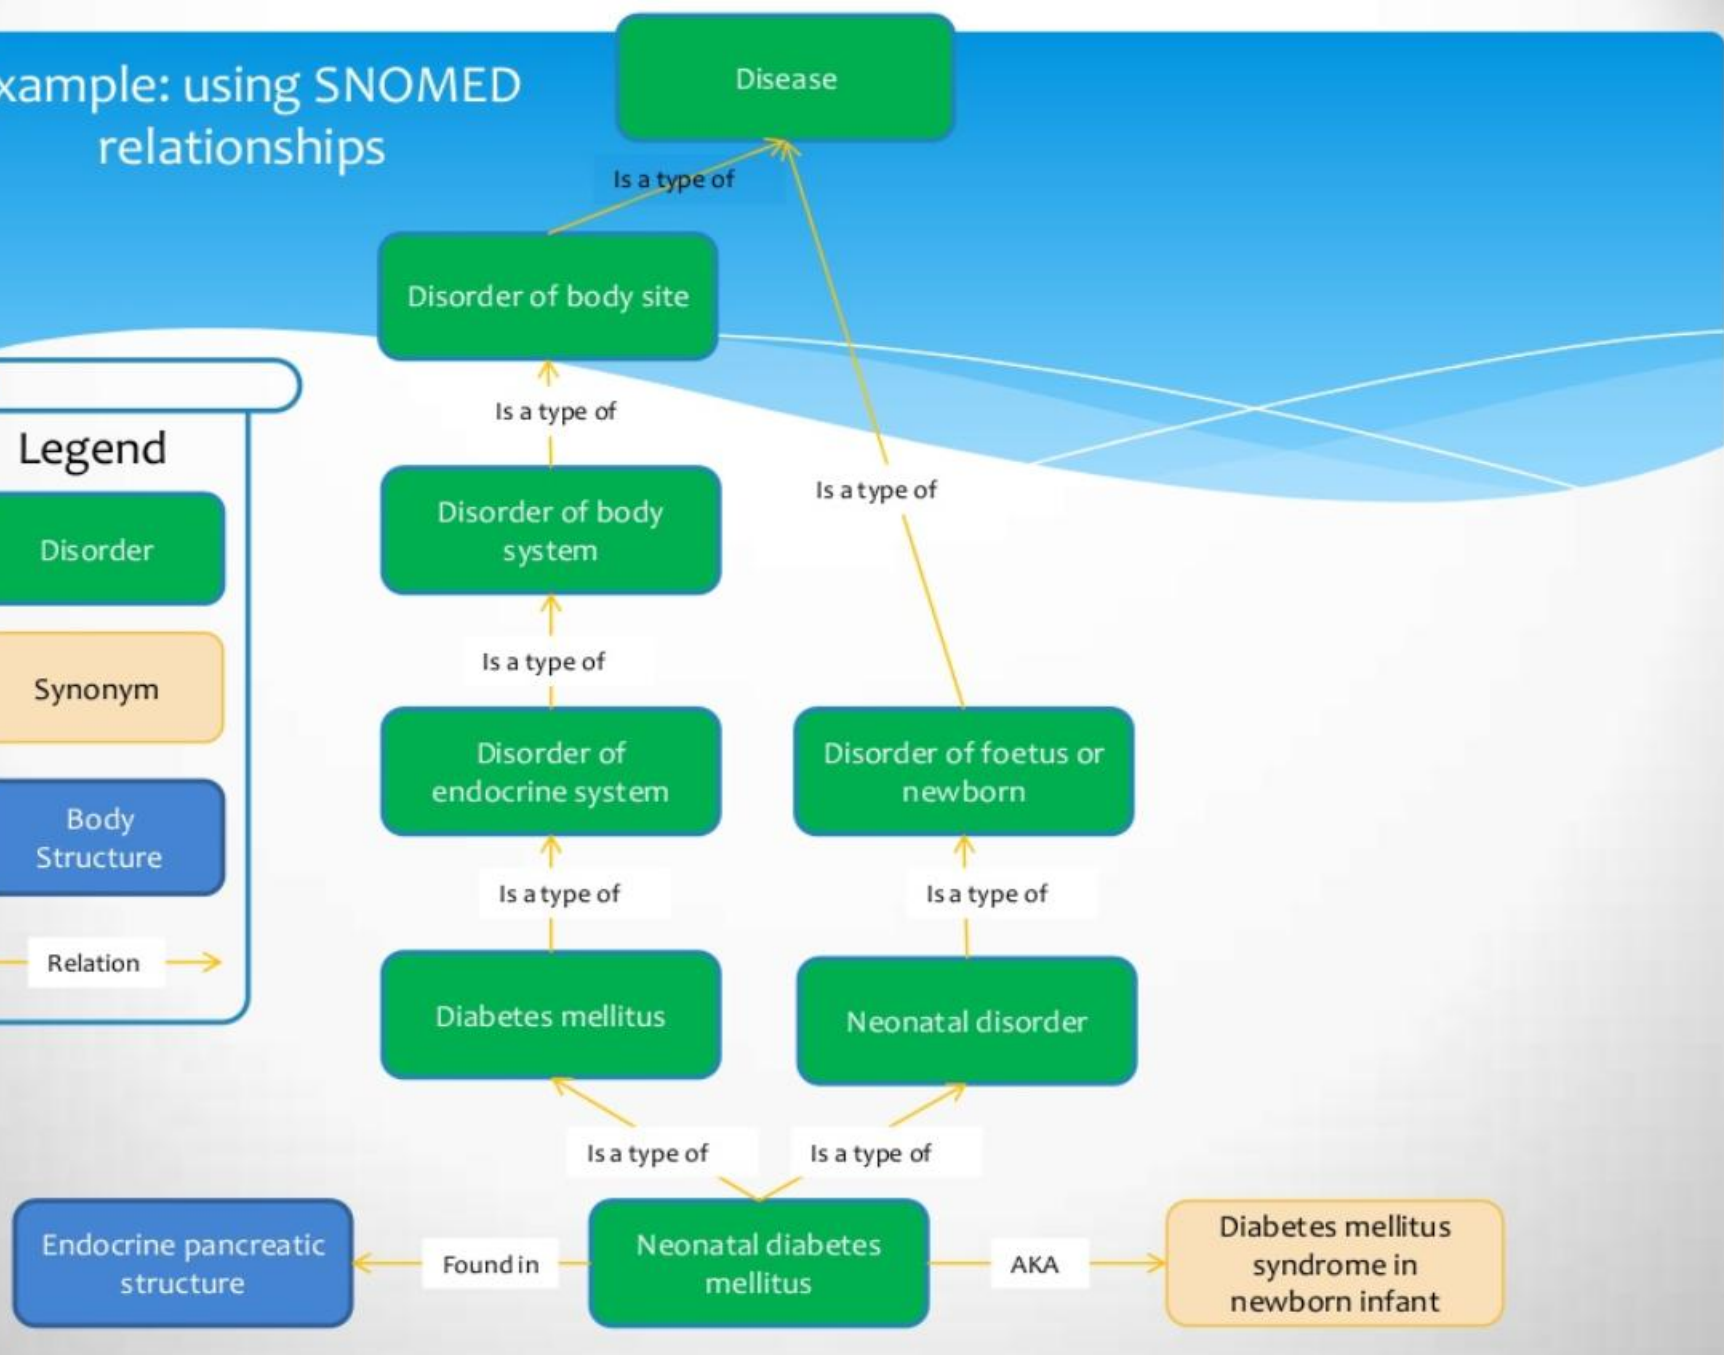 xample: using SNOMED
relationships
Disease
Is a type of
Disorder of body site
Is a type of
Legend
Disorder of body
system
Is a type of
Disorder
Is a type of
Synonym
Disorder of
endocrine system
Disorder of foetus or
newborn
Body
Structure
Is a type of
Is a type of
Relation
Diabetes mellitus
Neonatal disorder
Is a type of
Is a type of
Endocrine pancreatic
structure
Found in
Neonatal diabetes
mellitus
AKA
Diabetes mellitus
syndrome in
newborn infant